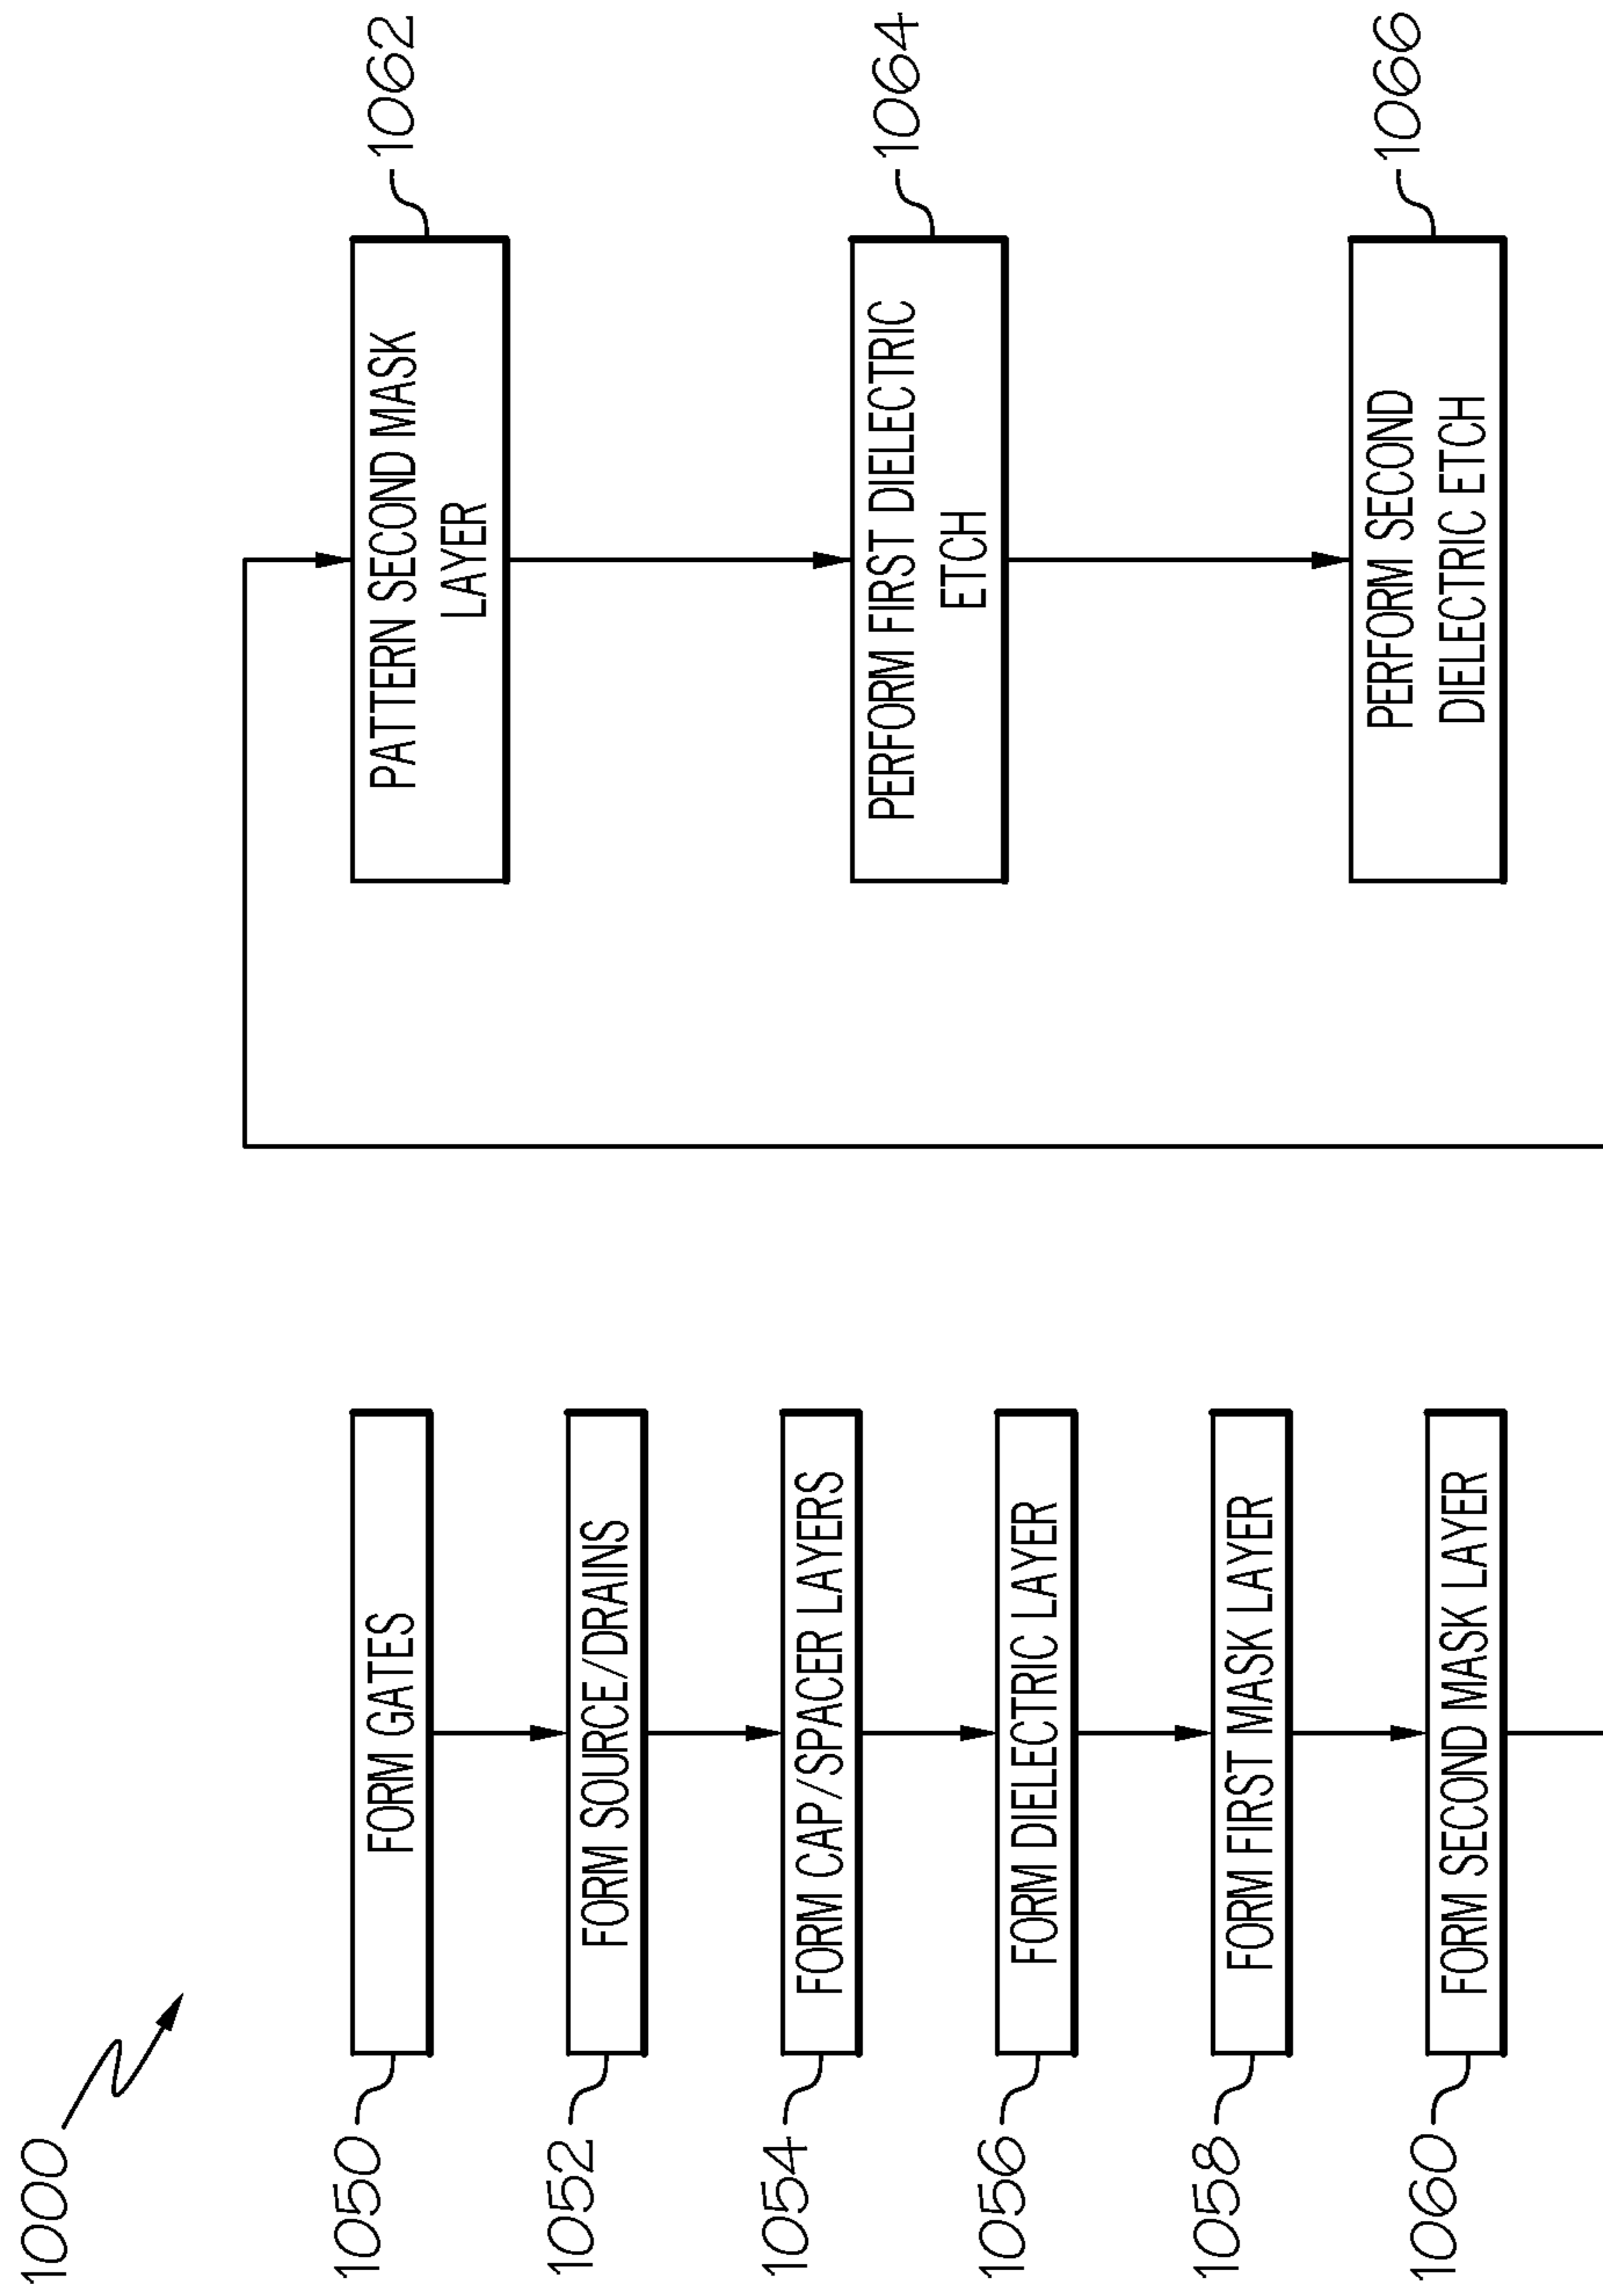 1000
1050
FORM GATES
1052
FORM SOURCE/DRAINS
1054
FORM CAP/SPACER LAYERS
1056
FORM DIELECTRIC LAYER
1058
FORM FIRST MASK LAYER
1060
FORM SECOND MASK LAYER
PATTERN SECOND MASK
LAYER
1062
PERFORM FIRST DIELECTRIC
ETCH
1064
PERFORM SECOND
DIELECTRIC ETCH
1066